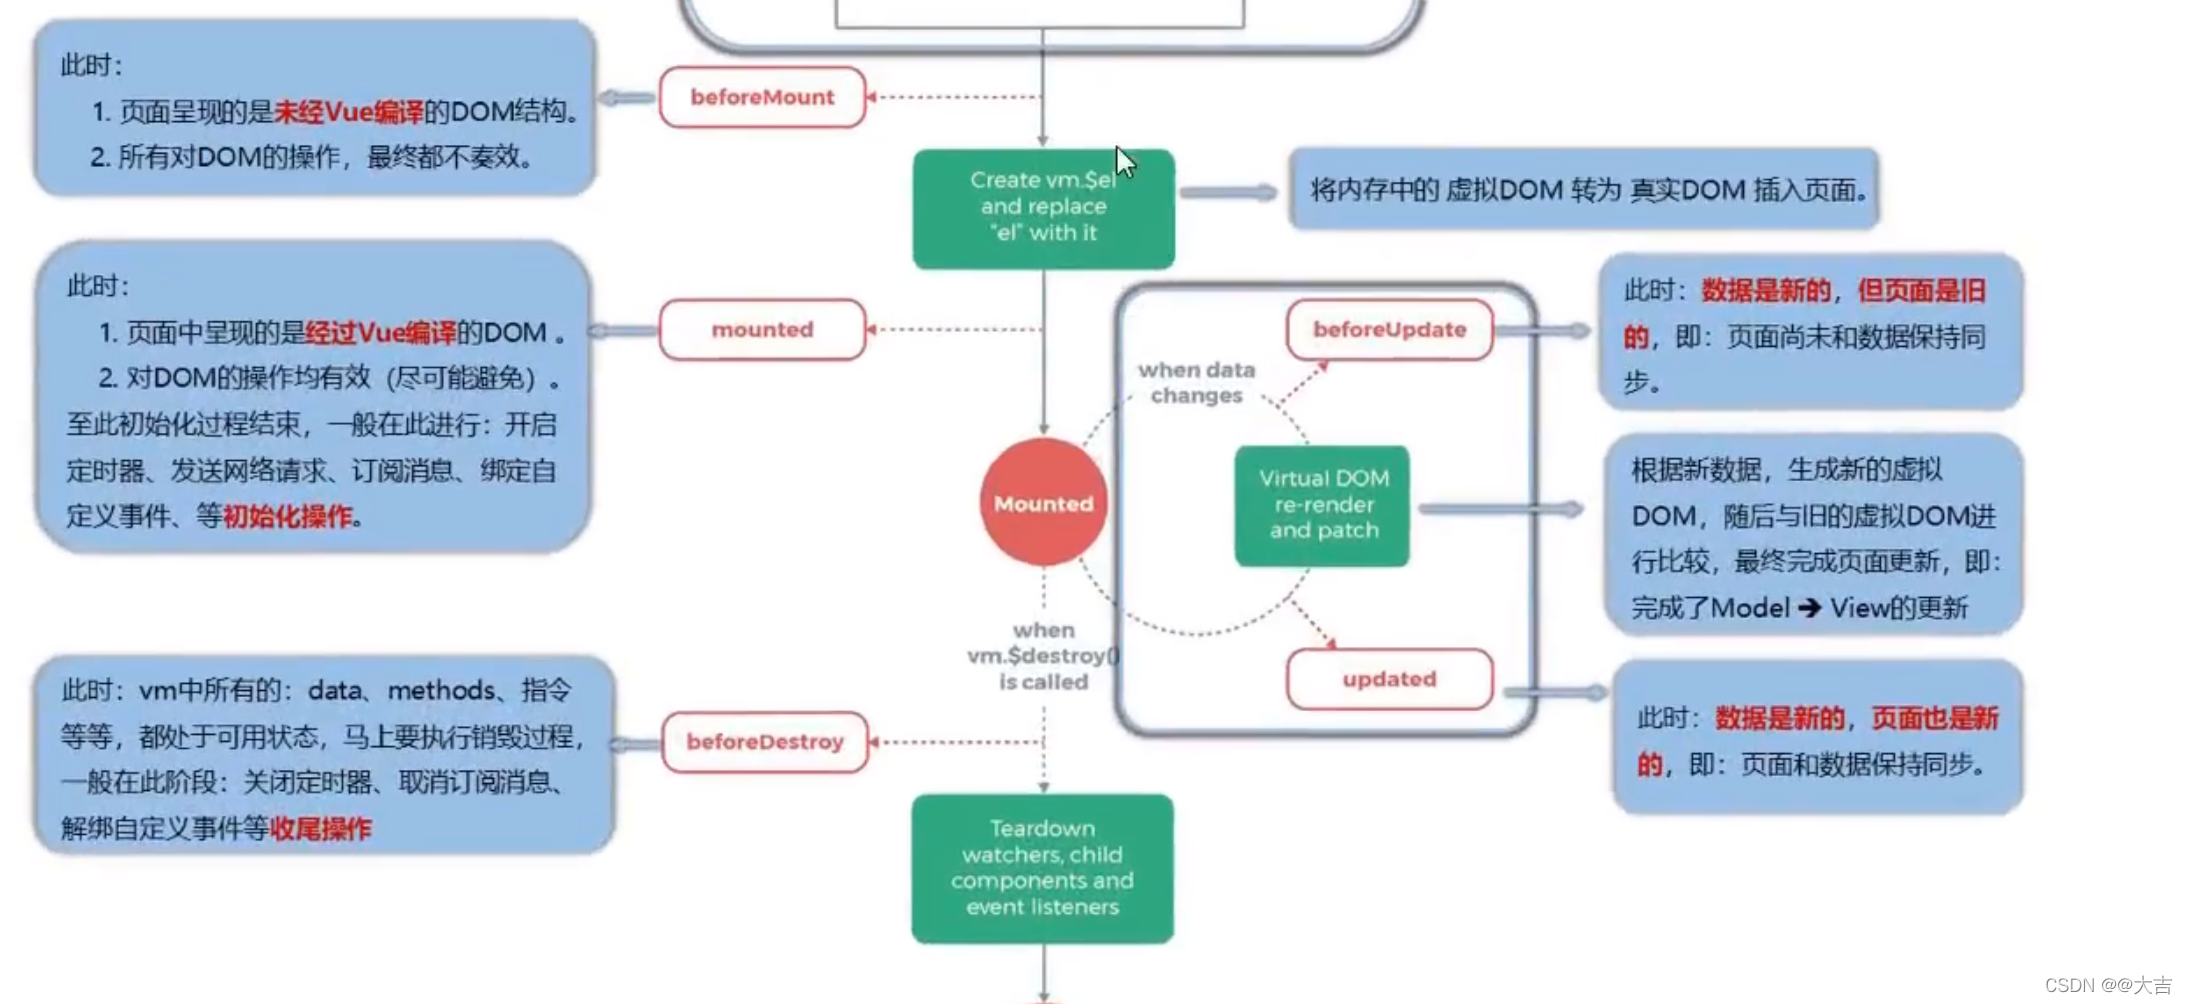 此时：
1. 页面呈现的是未经Vue编译的DOM结构。
2. 所有对DOM的操作，最终都不奏效。
beforeMount
Create vm.$el
and replace
"el" with it
将内存中的 虚拟DOM 转为 真实DOM 插入页面。
此时：
1. 页面中呈现的是经过Vue编译的DOM 。
2. 对DOM的操作均有效（尽可能避免）。
至此初始化过程结束，一般在此进行：开启
定时器、发送网络请求、订阅消息、绑定自
定义事件、等初始化操作。
mounted
beforeUpdate
此时：数据是新的，但页面是旧
的，即：页面尚未和数据保持同
步。
when data
changes
Mounted
Virtual DOM
re-render
and patch
根据新数据，生成新的虚拟
DOM，随后与旧的虚拟DOM进
行比较，最终完成页面更新，即：
完成了Model ➔ View的更新
when
vm.$destroy()
is called
updated
此时：数据是新的，页面也是新
的，即：页面和数据保持同步。
此时：vm中所有的：data、methods、指令
等等，都处于可用状态，马上要执行销毁过程，
一般在此阶段：关闭定时器、取消订阅消息、
解绑自定义事件等收尾操作
beforeDestroy
Teardown
watchers, child
components and
event listeners
CSDN @@大吉